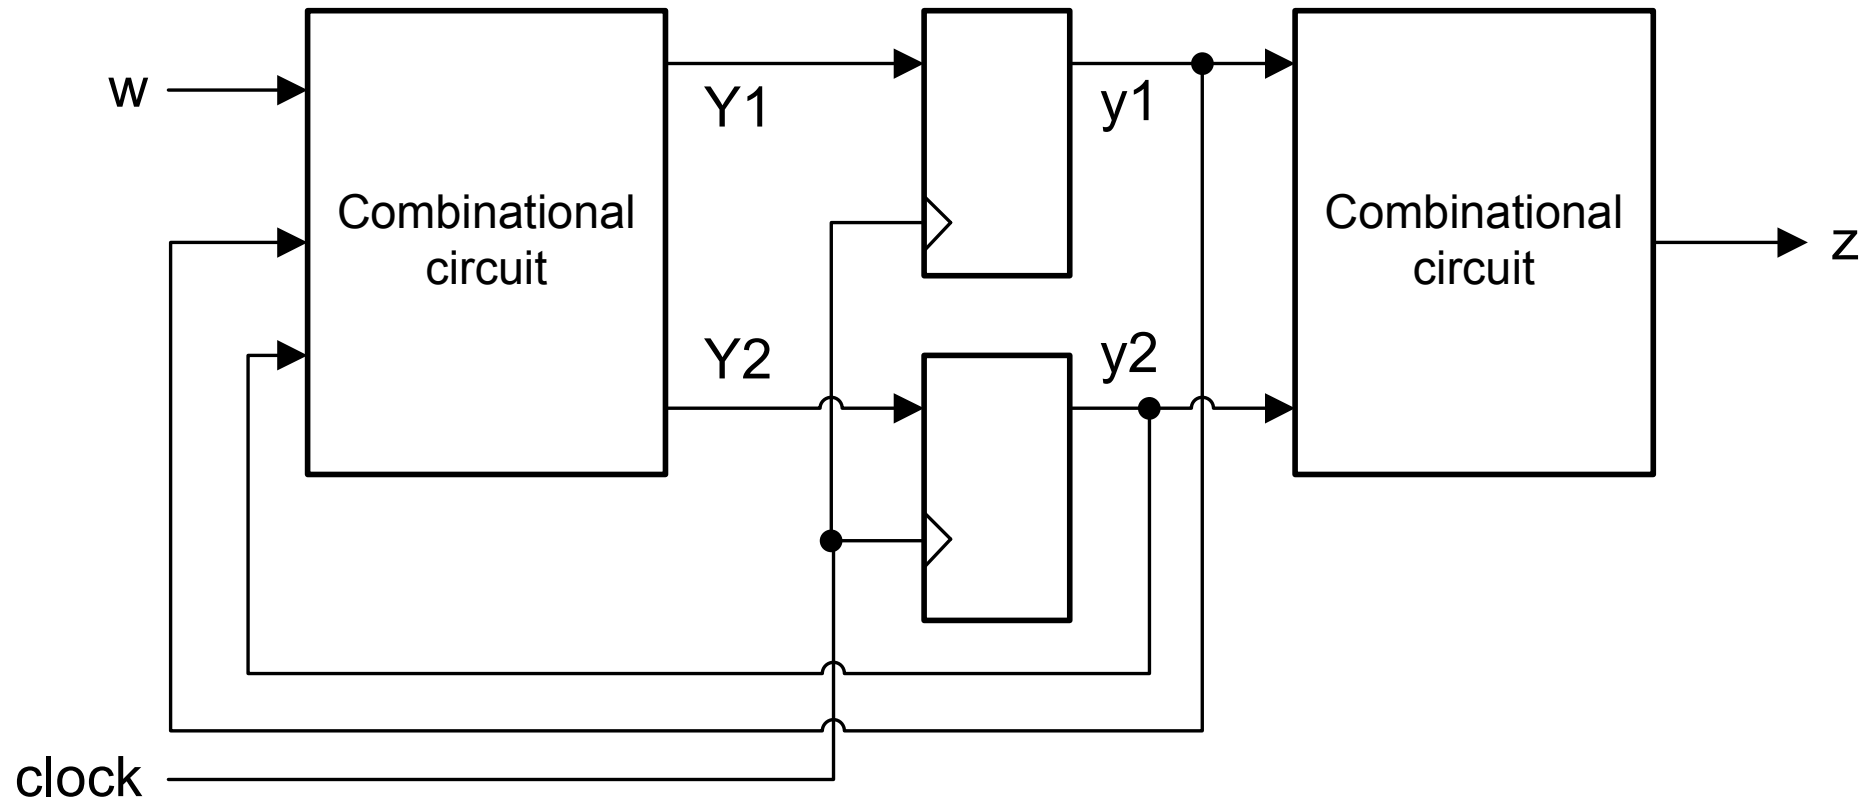 w
Combinational
circuit
Y1
y1
Combinational
circuit
z
Y2
y2
clock